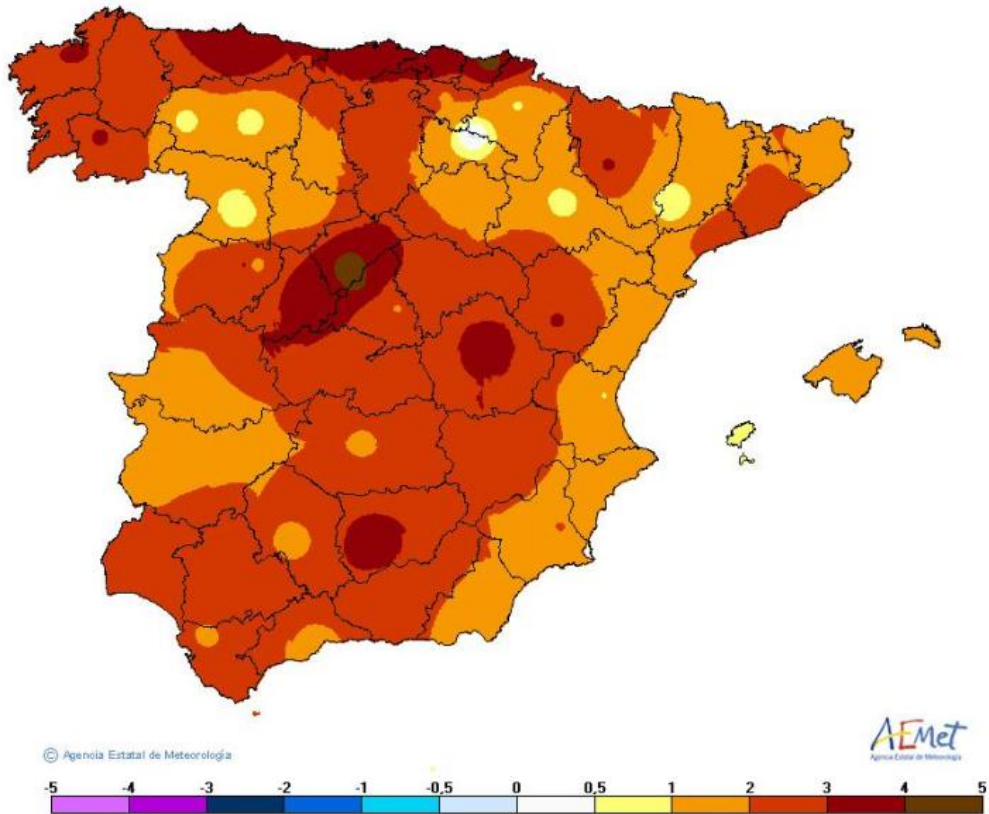 © Agencia Estatal de Meteorología
AEMet
Agencia Estatal de Meteorología
-5 -4 -3 -2 -1 -0,5 0 0,5 1 2 3 4 5